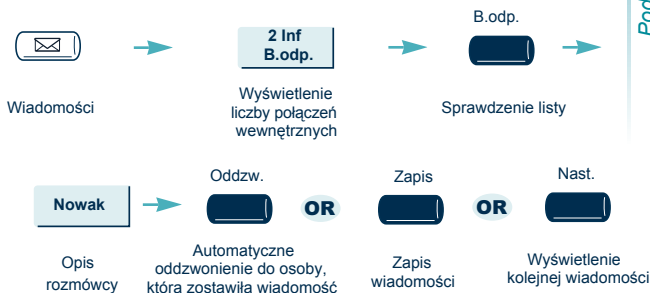 B.odp.
2 Inf
B.odp.
Wiadomości
Wyświetlenie
liczby połączeń
wewnętrznych
Sprawdzenie listy
Oddzw.
Zapis
Nast.
Nowak
OR
OR
Opis
rozmówcy
Automatyczne
oddzwonienie do osoby,
która zostawiła wiadomość
Zapis
wiadomości
Wyświetlenie
kolejnej wiadomości